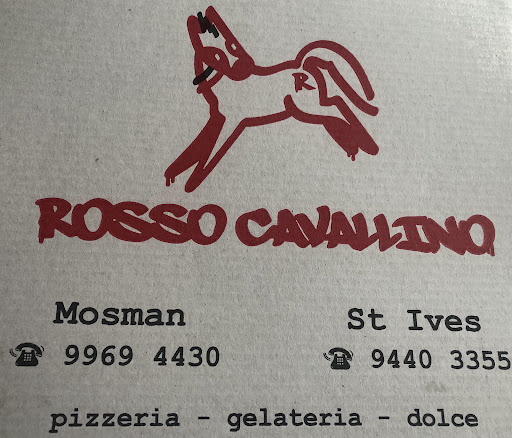 R
ROSSO CAVALLINO
Mosman
St Ives
☎ 9969 4430
☎ 9440 3355
pizzeria - gelateria - dolce